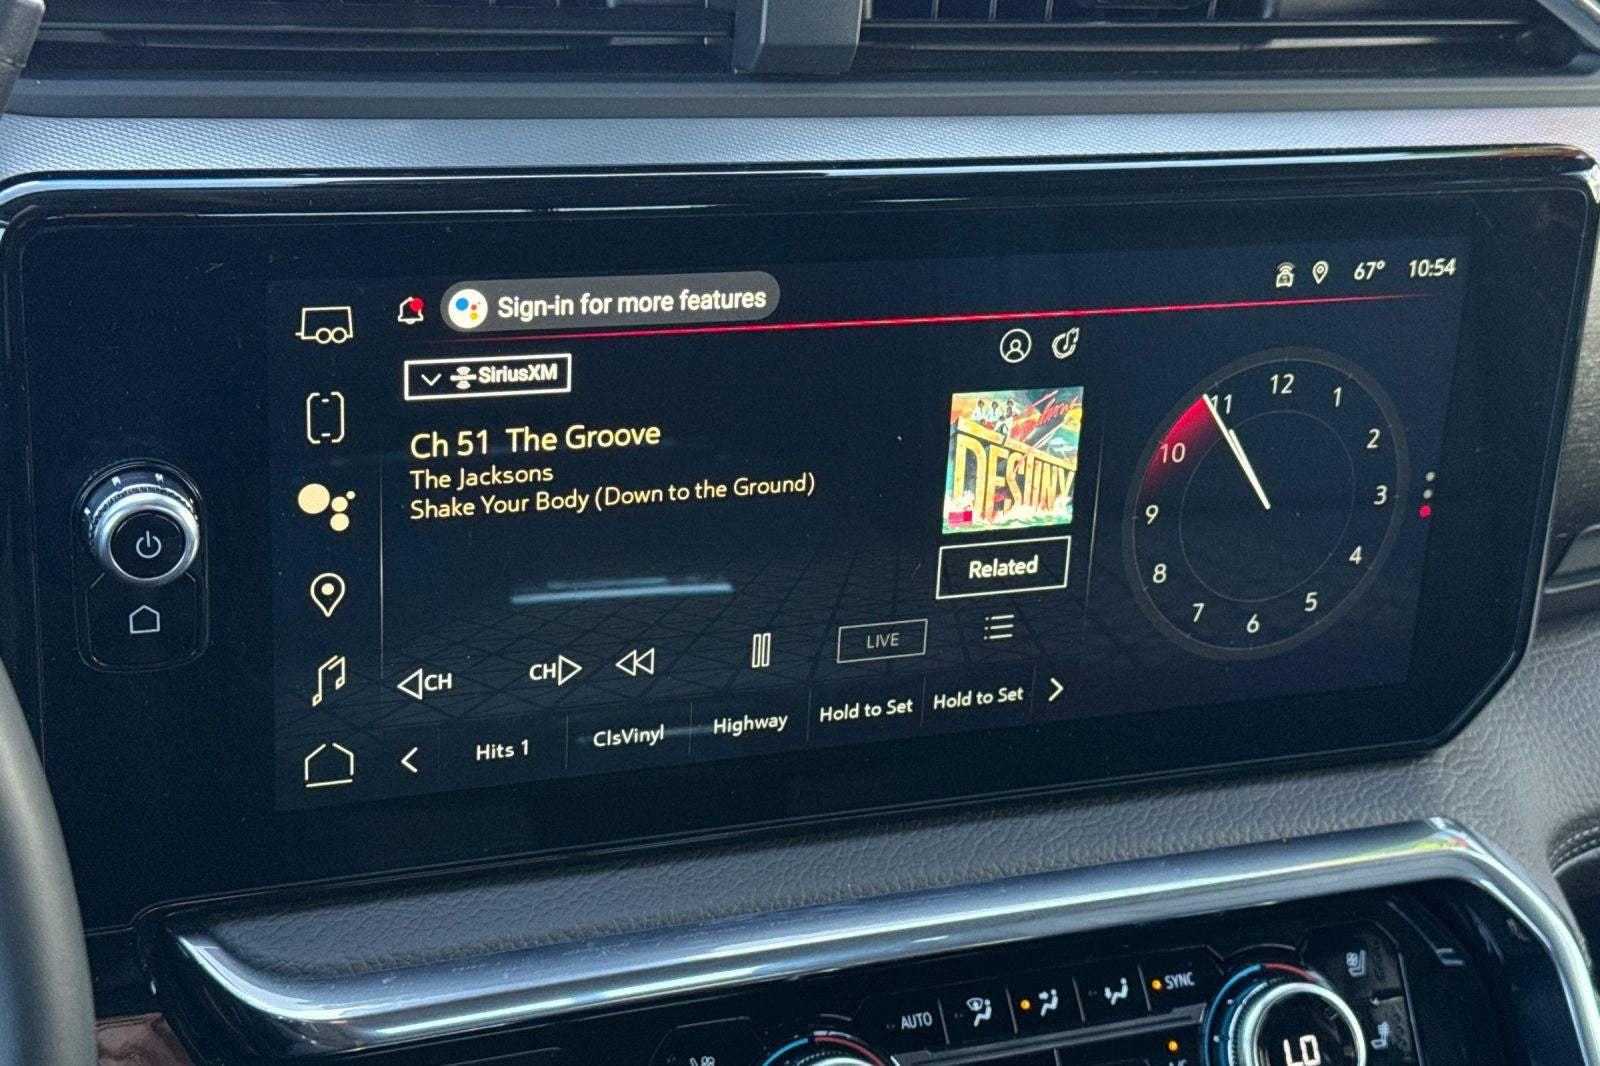 Sign-in for more features
67° 10:54
SiriusXM
Ch 51 The Groove
The Jacksons
Shake Your Body (Down to the Ground)
Jacksons
DESTINY
Related
12
1
2
3
4
5
6
7
8
9
10
11
CH
CH
LIVE
Hits 1
ClsVinyl
Highway
Hold to Set
Hold to Set
AUTO
SYNC
A/C
LO